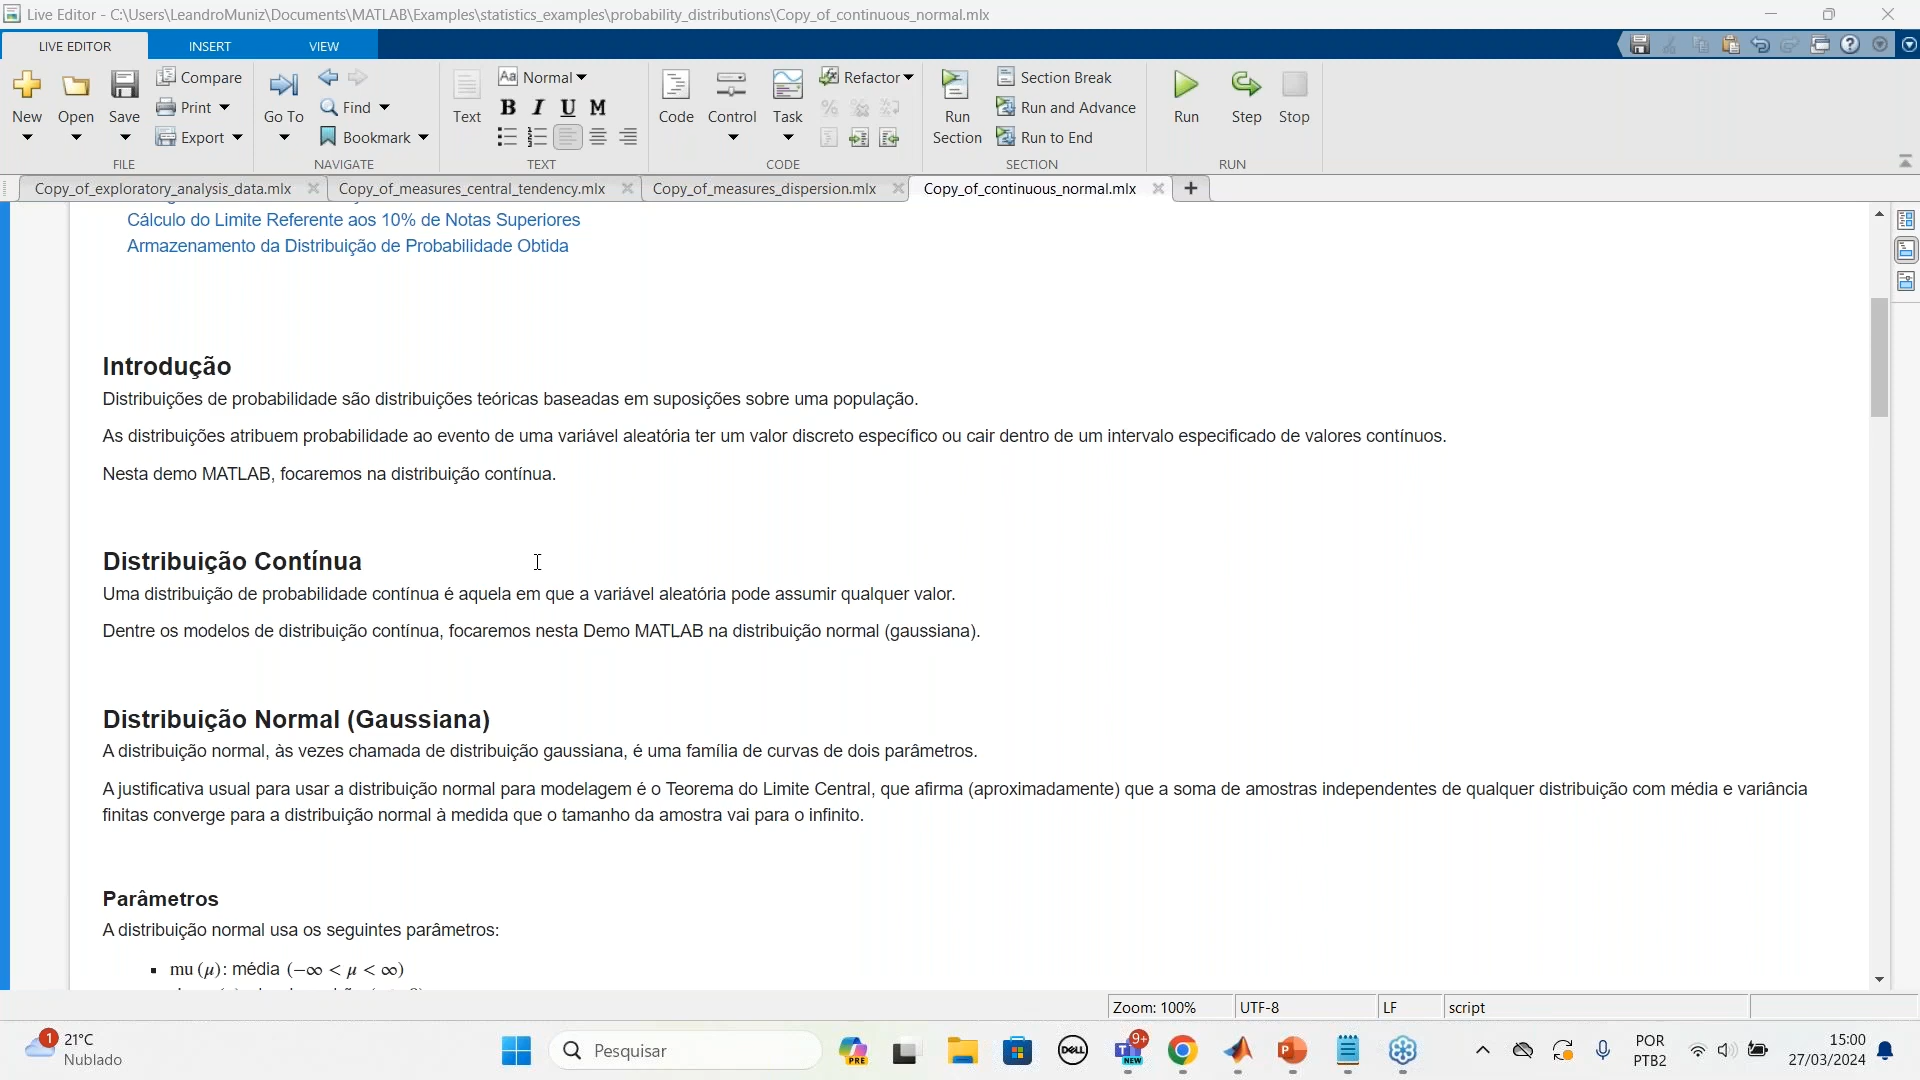 Live Editor - C:\Users\LeandroMuniz\Documents\MATLAB\Examples\statistics_examples\probability_distributions\Copy_of_continuous_normal.mlx
LIVE EDITOR INSERT VIEW
New Open Save Compare Print Export
FILE
Go To Find Bookmark
NAVIGATE
Text Aa Normal B I U M
TEXT
Code Control Task Refactor
CODE
Run Section Section Break Run and Advance Run to End
SECTION
Run Step Stop
RUN
Copy_of_exploratory_analysis_data.mlx Copy_of_measures_central_tendency.mlx Copy_of_measures_dispersion.mlx Copy_of_continuous_normal.mlx
Cálculo do Limite Referente aos 10% de Notas Superiores
Armazenamento da Distribuição de Probabilidade Obtida
Introdução
Distribuições de probabilidade são distribuições teóricas baseadas em suposições sobre uma população.
As distribuições atribuem probabilidade ao evento de uma variável aleatória ter um valor discreto específico ou cair dentro de um intervalo especificado de valores contínuos.
Nesta demo MATLAB, focaremos na distribuição contínua.
Distribuição Contínua
Uma distribuição de probabilidade contínua é aquela em que a variável aleatória pode assumir qualquer valor.
Dentre os modelos de distribuição contínua, focaremos nesta Demo MATLAB na distribuição normal (gaussiana).
Distribuição Normal (Gaussiana)
A distribuição normal, às vezes chamada de distribuição gaussiana, é uma família de curvas de dois parâmetros.
A justificativa usual para usar a distribuição normal para modelagem é o Teorema do Limite Central, que afirma (aproximadamente) que a soma de amostras independentes de qualquer distribuição com média e variância
finitas converge para a distribuição normal à medida que o tamanho da amostra vai para o infinito.
Parâmetros
A distribuição normal usa os seguintes parâmetros:
▪ mu (μ): média (−∞ < μ < ∞)
Zoom: 100% UTF-8 LF script
1 21°C
Nublado
Pesquisar
PRE
DELL
9+
NEW
POR
PTB2
15:00
27/03/2024